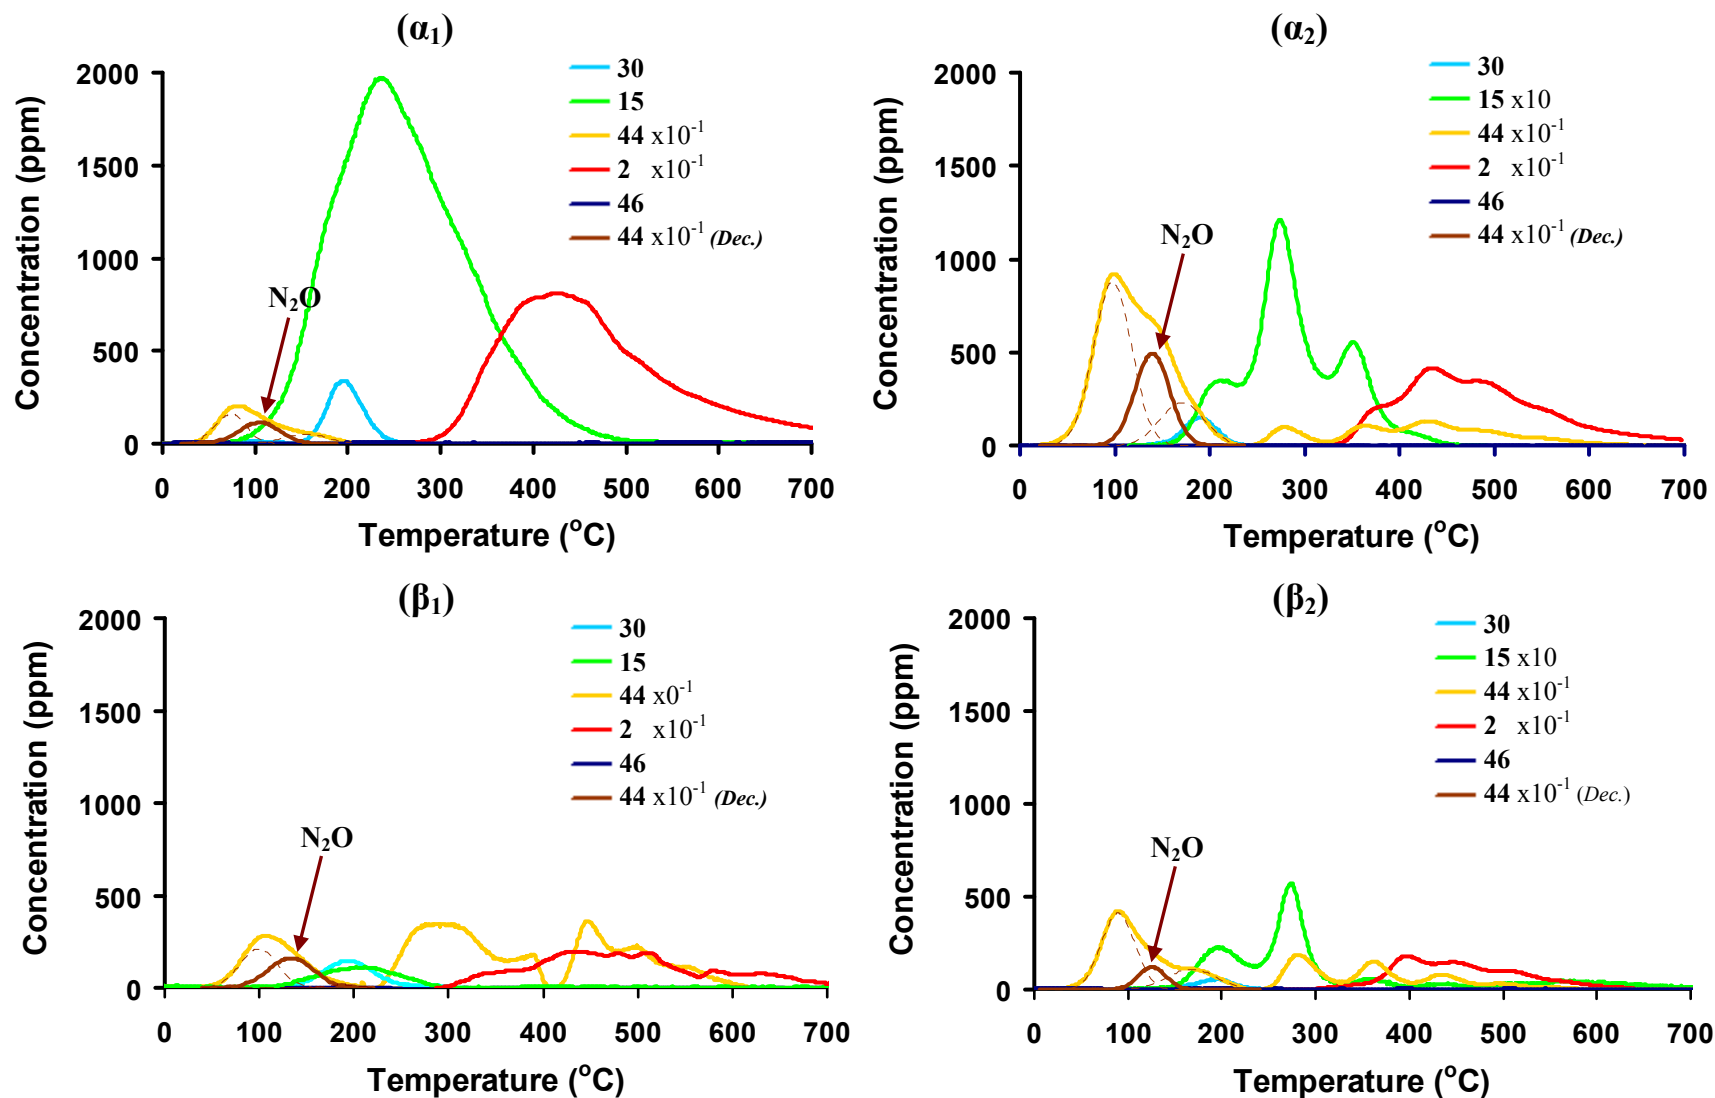 (α₁)
Concentration (ppm)
2000
1500
1000
500
0
30
15
44 x10⁻¹
2 x10⁻¹
46
44 x10⁻¹ (Dec.)
N₂O
0 100 200 300 400 500 600 700
Temperature (°C)
(α₂)
Concentration (ppm)
2000
1500
1000
500
0
30
15 x10
44 x10⁻¹
2 x10⁻¹
46
44 x10⁻¹ (Dec.)
N₂O
0 100 200 300 400 500 600 700
Temperature (°C)
(β₁)
Concentration (ppm)
2000
1500
1000
500
0
30
15
44 x0⁻¹
2 x10⁻¹
46
44 x10⁻¹ (Dec.)
N₂O
0 100 200 300 400 500 600 700
Temperature (°C)
(β₂)
Concentration (ppm)
2000
1500
1000
500
0
30
15 x10
44 x10⁻¹
2 x10⁻¹
46
44 x10⁻¹ (Dec.)
N₂O
0 100 200 300 400 500 600 700
Temperature (°C)